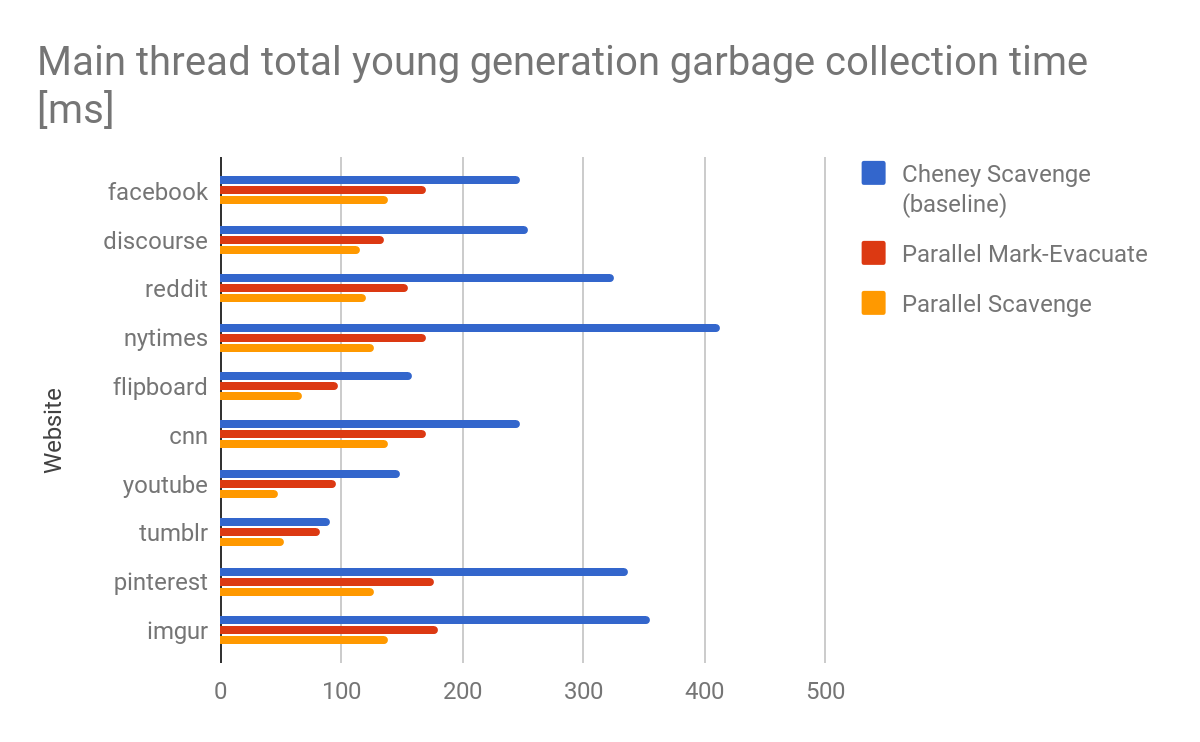 Main thread total young generation garbage collection time
[ms]
Cheney Scavenge
(baseline)
Parallel Mark-Evacuate
Parallel Scavenge
Website
facebook
discourse
reddit
nytimes
flipboard
cnn
youtube
tumblr
pinterest
imgur
0 100 200 300 400 500